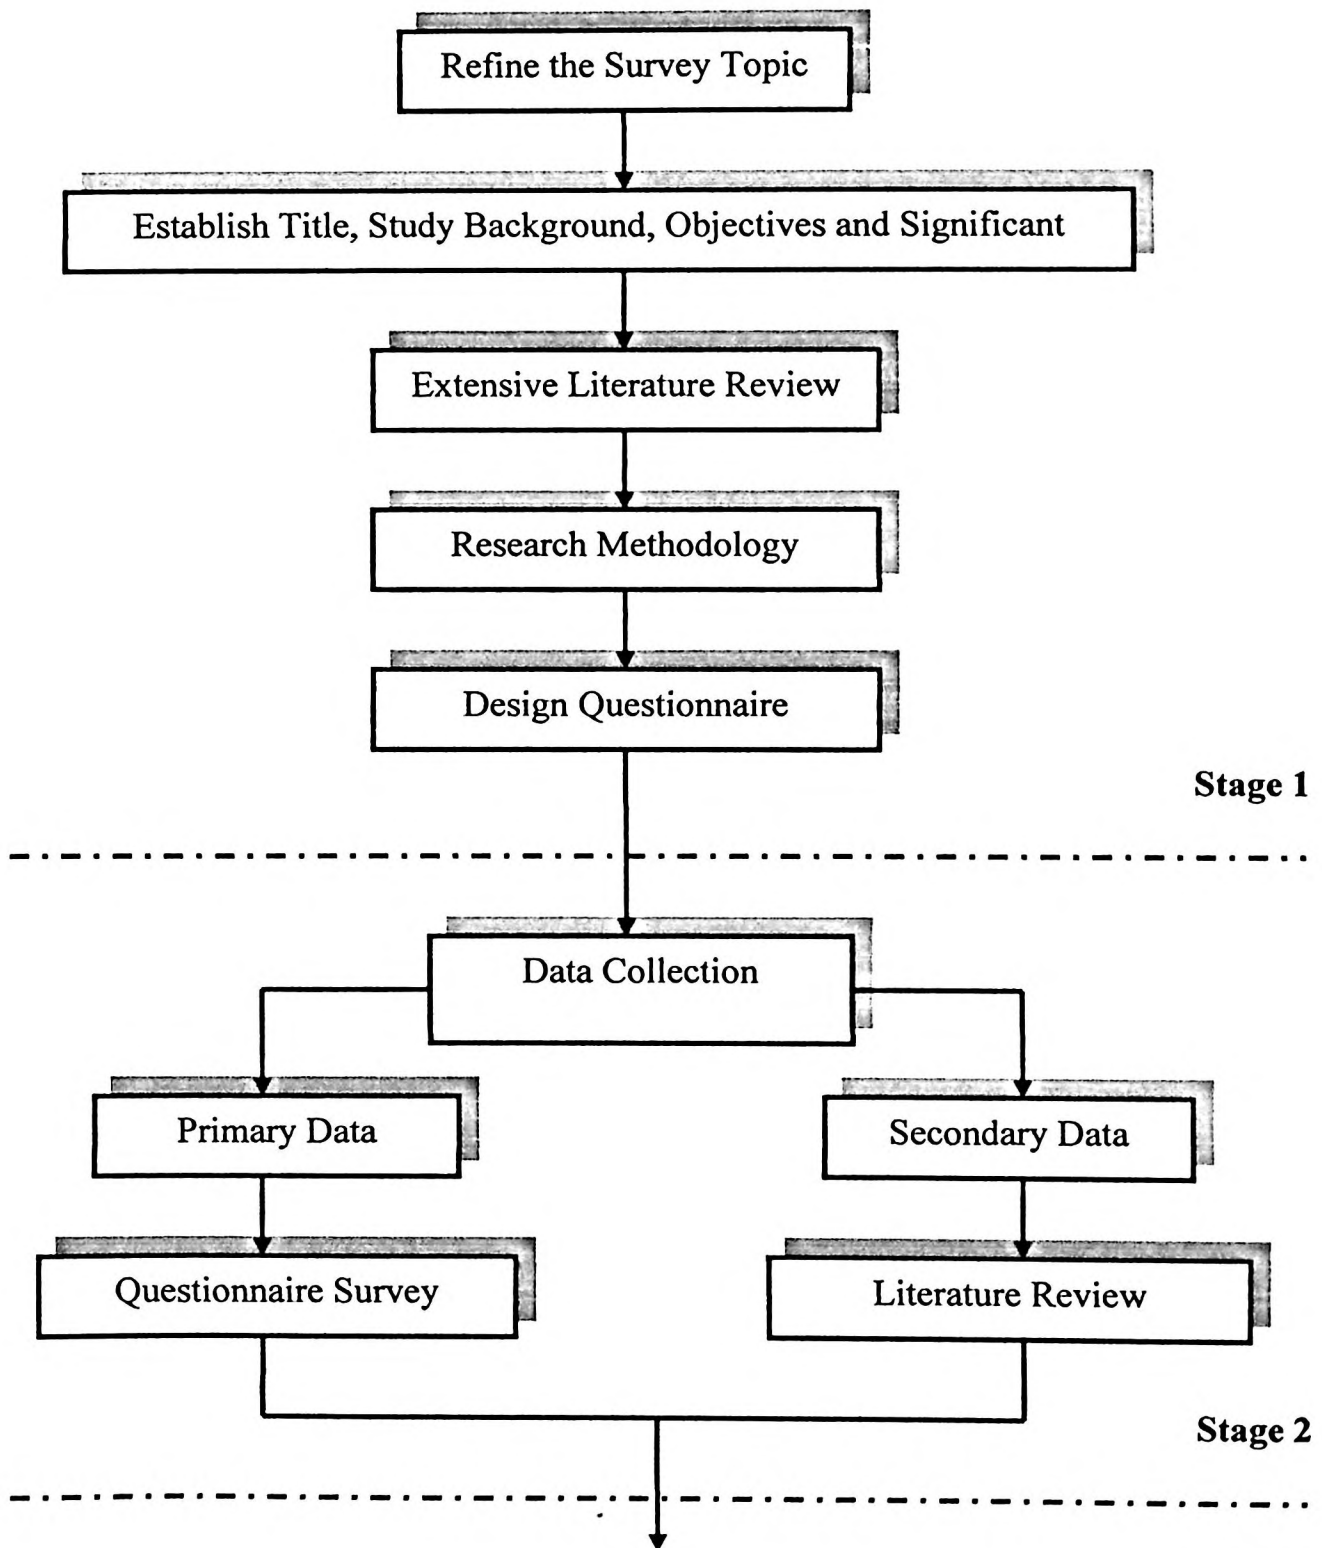 Refine the Survey Topic
Establish Title, Study Background, Objectives and Significant
Extensive Literature Review
Research Methodology
Design Questionnaire
Stage 1
Data Collection
Primary Data
Secondary Data
Questionnaire Survey
Literature Review
Stage 2